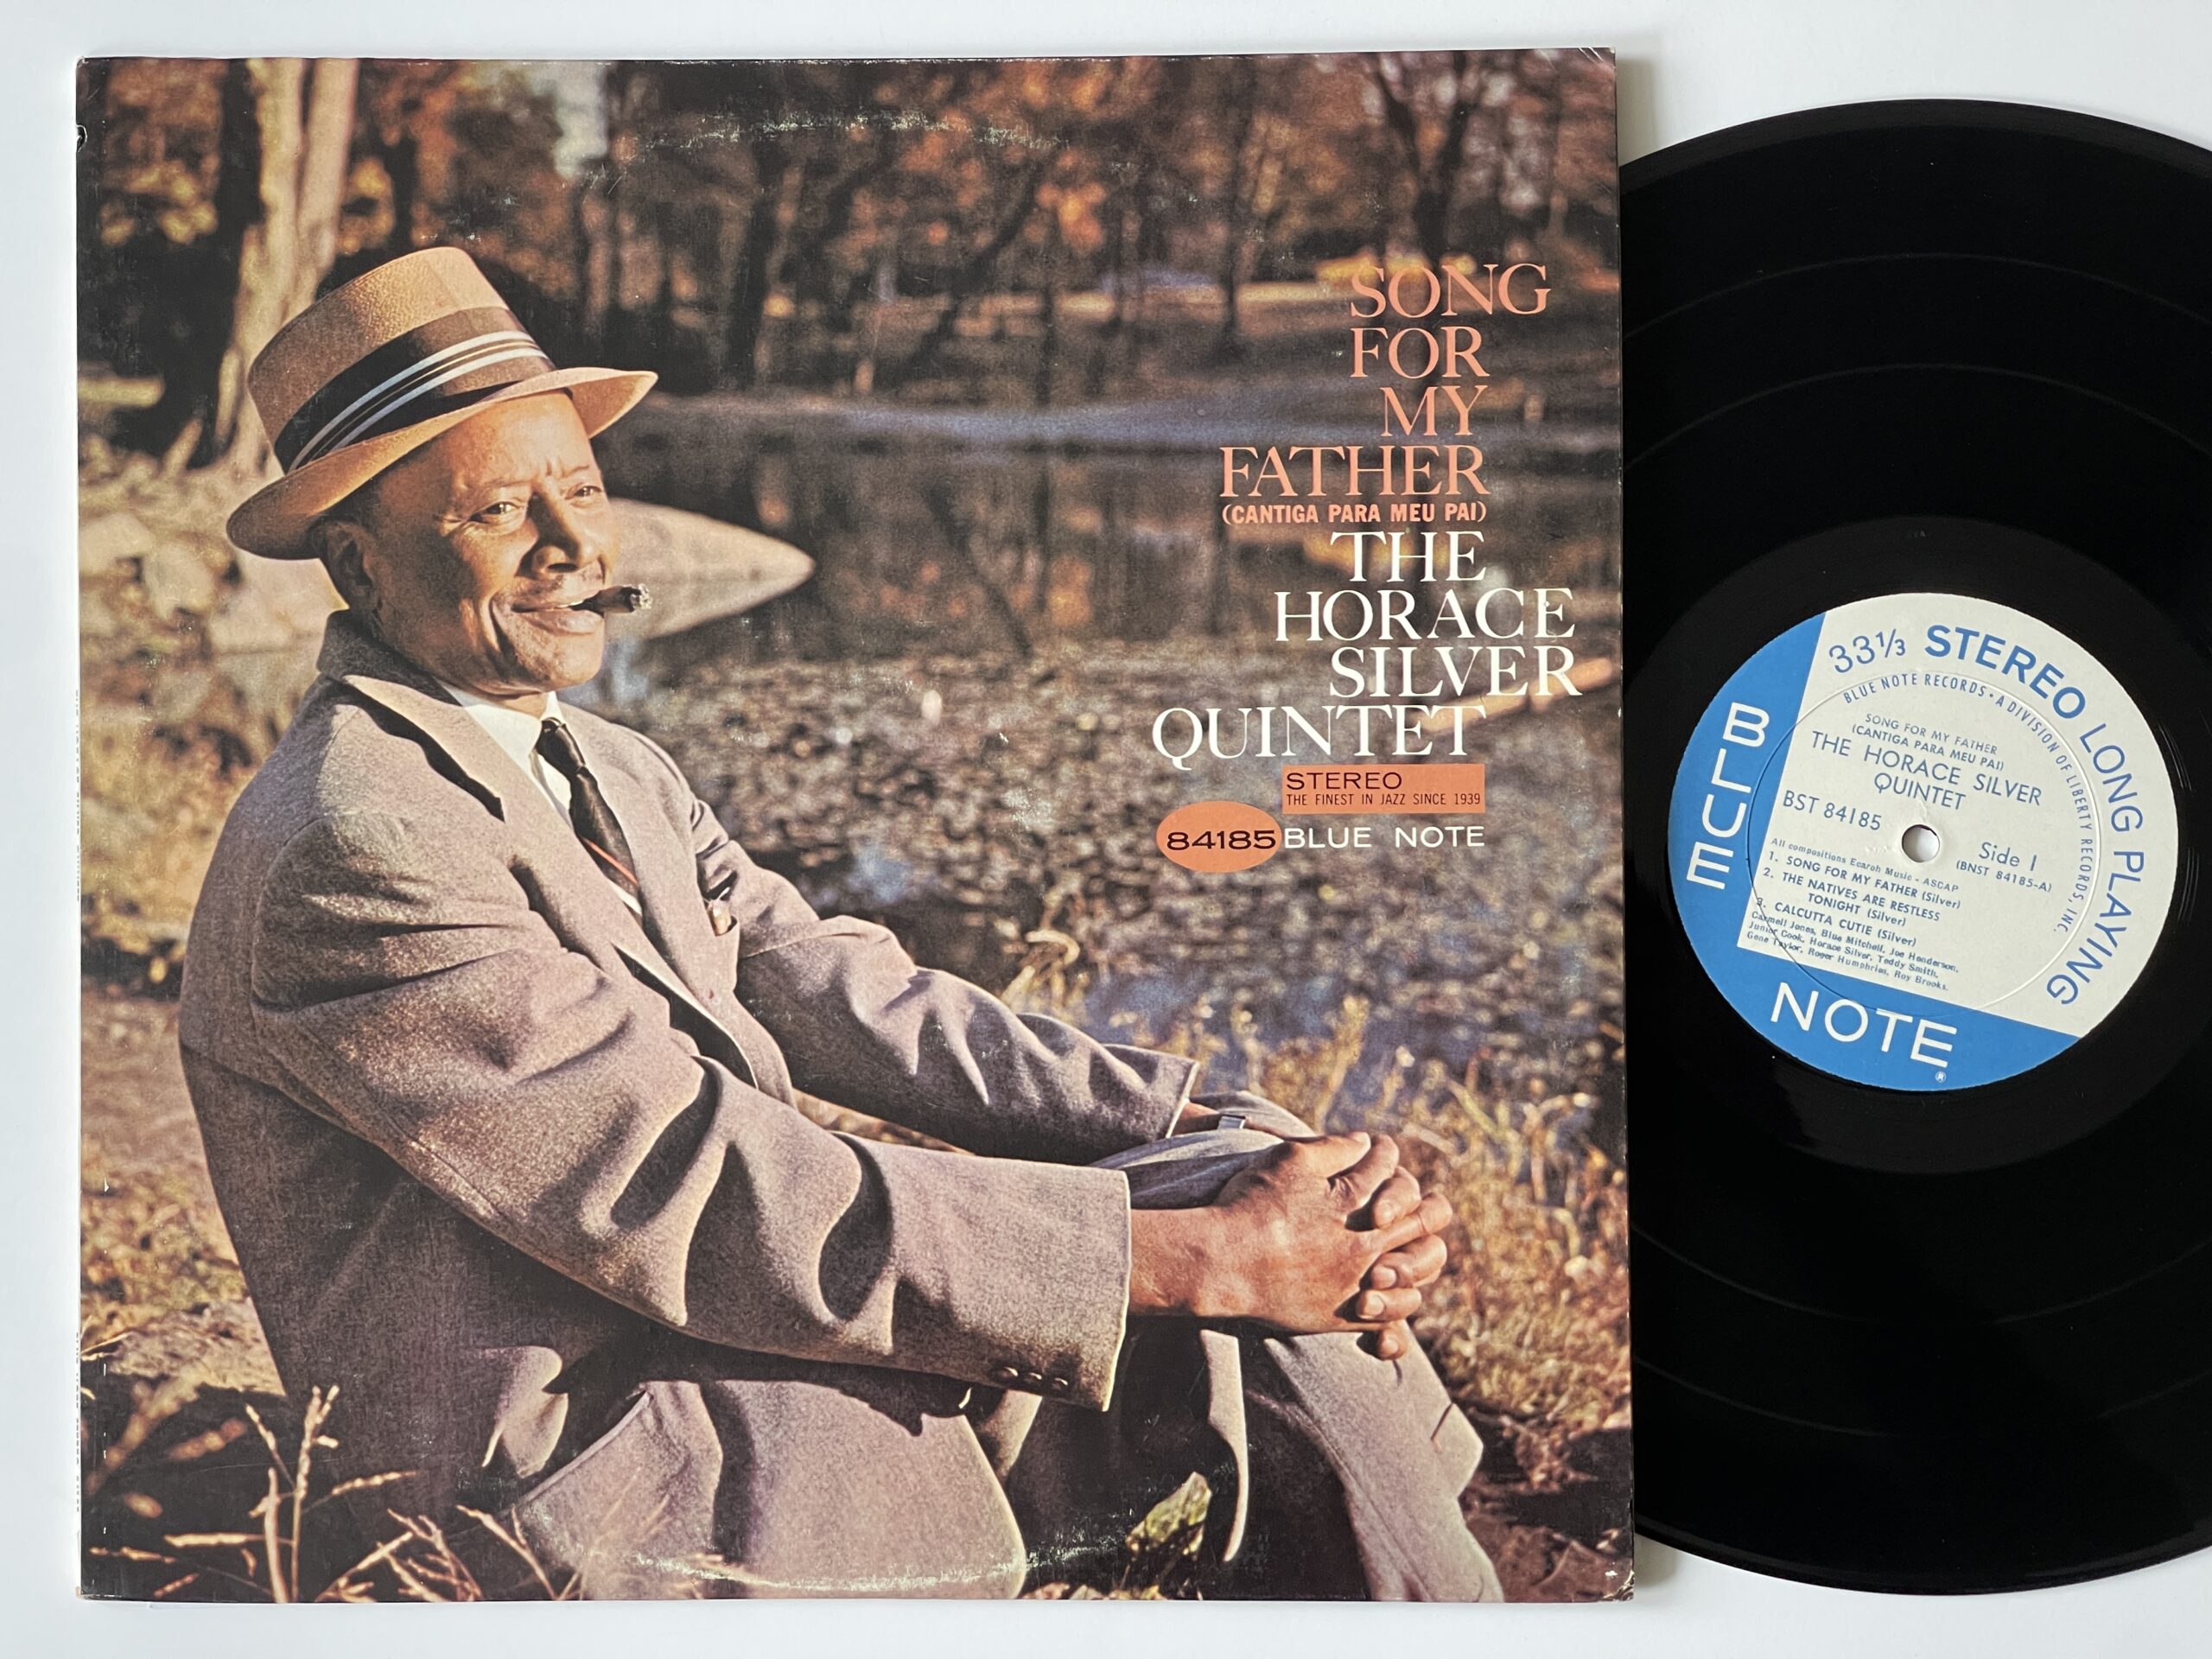 SONG
FOR
MY
FATHER
(CANTIGA PARA MEU PAI)
THE
HORACE
SILVER
QUINTET
STEREO
THE FINEST IN JAZZ SINCE 1939
84185 BLUE NOTE
33⅓ STEREO LONG PLAYING
BLUE NOTE RECORDS • A DIVISION OF LIBERTY RECORDS, INC.
SONG FOR MY FATHER
(CANTIGA PARA MEU PAI)
THE HORACE SILVER
QUINTET
BST 84185
Side 1
(BNST 84185-A)
All compositions Ecaroh Music - ASCAP
1. SONG FOR MY FATHER (Silver)
2. THE NATIVES ARE RESTLESS
TONIGHT (Silver)
3. CALCUTTA CUTIE (Silver)
Carmell Jones, Blue Mitchell, Joe Henderson,
Junior Cook, Horace Silver, Teddy Smith,
Gene Taylor, Roger Humphries, Roy Brooks.
BLUE
NOTE
®